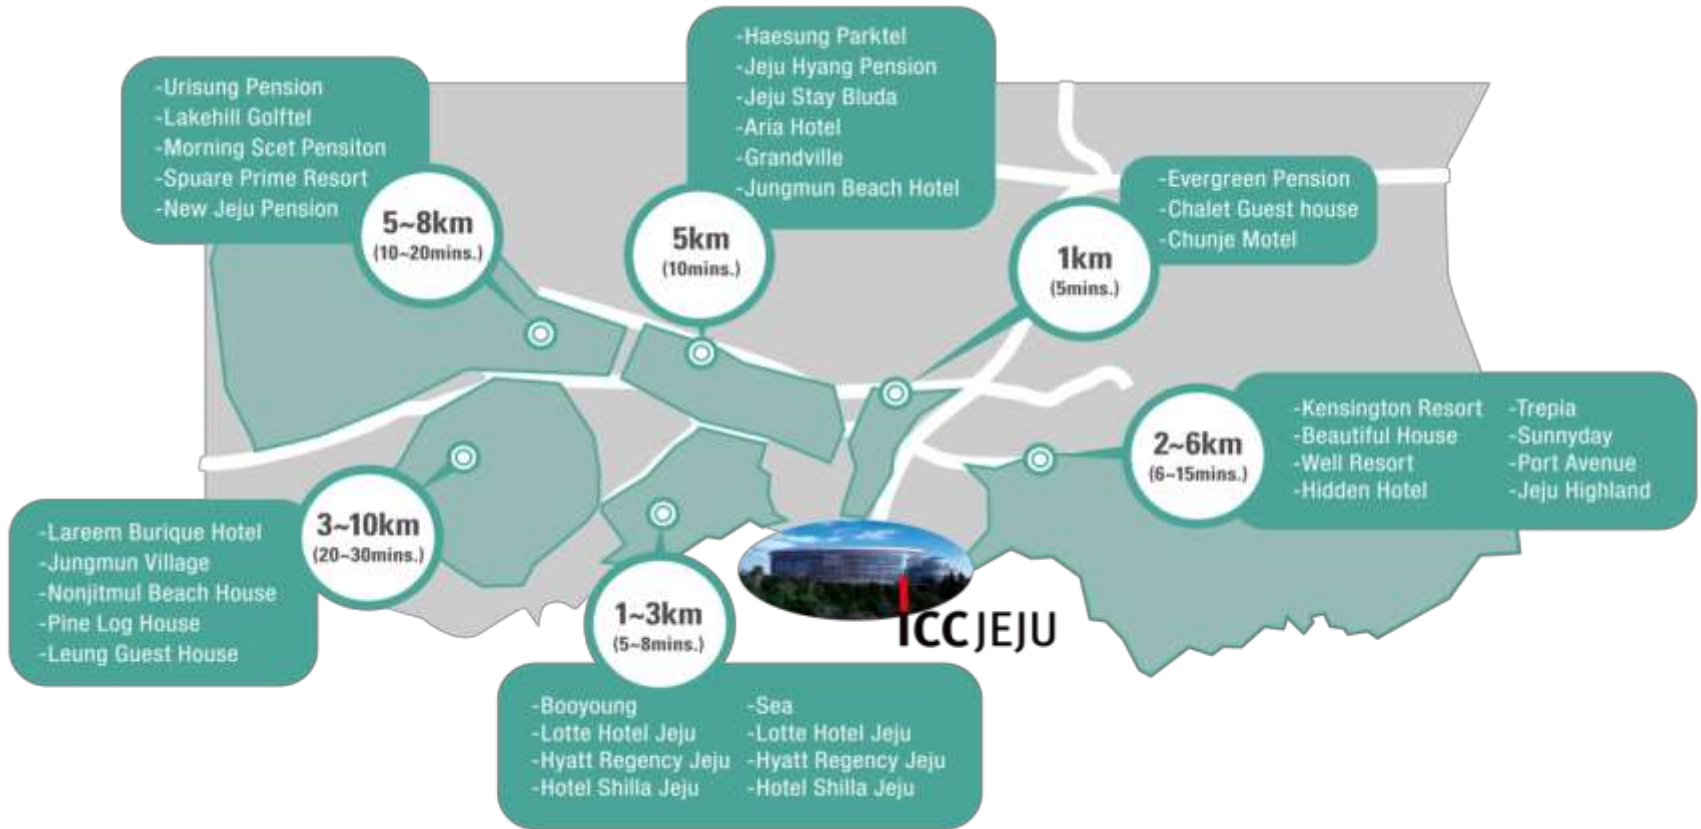 -Haesung Parktel
-Jeju Hyang Pension
-Jeju Stay Bluda
-Aria Hotel
-Grandville
-Jungmun Beach Hotel
5km
(10mins.)
-Urisung Pension
-Lakehill Golftel
-Morning Scet Pensiton
-Spuare Prime Resort
-New Jeju Pension
5~8km
(10~20mins.)
-Evergreen Pension
-Chalet Guest house
-Chunje Motel
1km
(5mins.)
2~6km
(6~15mins.)
-Kensington Resort
-Beautiful House
-Well Resort
-Hidden Hotel
-Trepia
-Sunnyday
-Port Avenue
-Jeju Highland
3~10km
(20~30mins.)
-Lareem Burique Hotel
-Jungmun Village
-Nonjitmul Beach House
-Pine Log House
-Leung Guest House
ICC JEJU
1~3km
(5~8mins.)
-Booyoung
-Lotte Hotel Jeju
-Hyatt Regency Jeju
-Hotel Shilla Jeju
-Sea
-Lotte Hotel Jeju
-Hyatt Regency Jeju
-Hotel Shilla Jeju